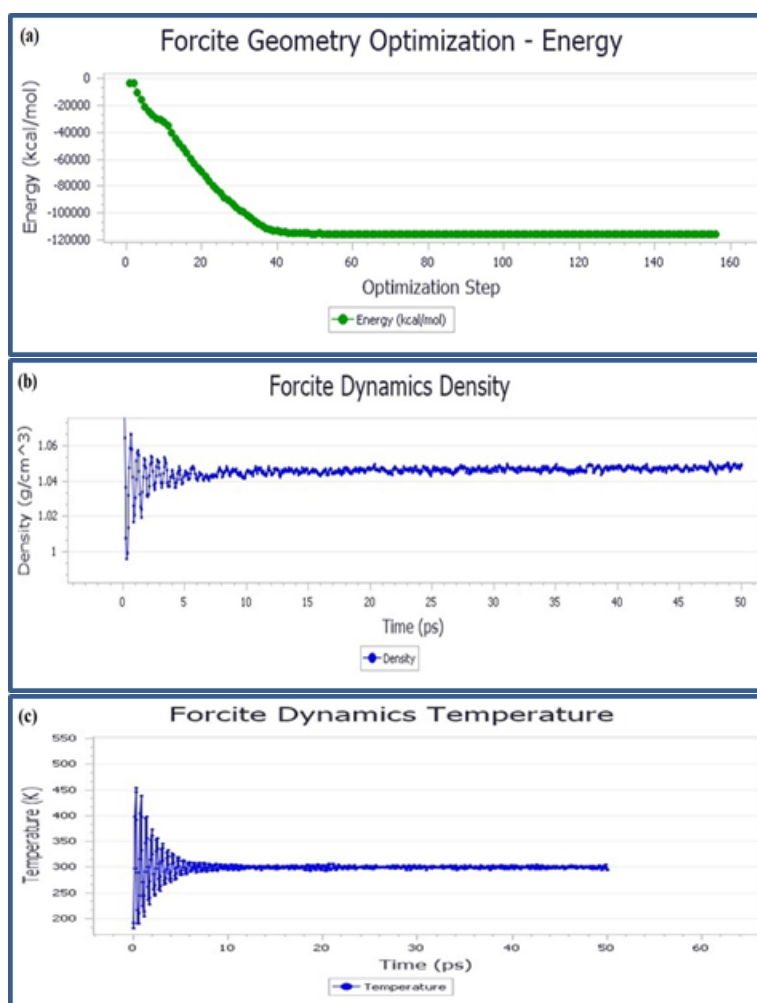 (a)
Forcite Geometry Optimization - Energy
0
-20000
-40000
-60000
-80000
-100000
-120000
Energy (kcal/mol)
0 20 40 60 80 100 120 140 160
Optimization Step
Energy (kcal/mol)
(b)
Forcite Dynamics Density
1.06
1.04
1.02
1
Density (g/cm^3)
0 5 10 15 20 25 30 35 40 45 50
Time (ps)
Density
(c)
Forcite Dynamics Temperature
550
500
450
400
350
300
250
200
Temperature (K)
0 10 20 30 40 50 60
Time (ps)
Temperature